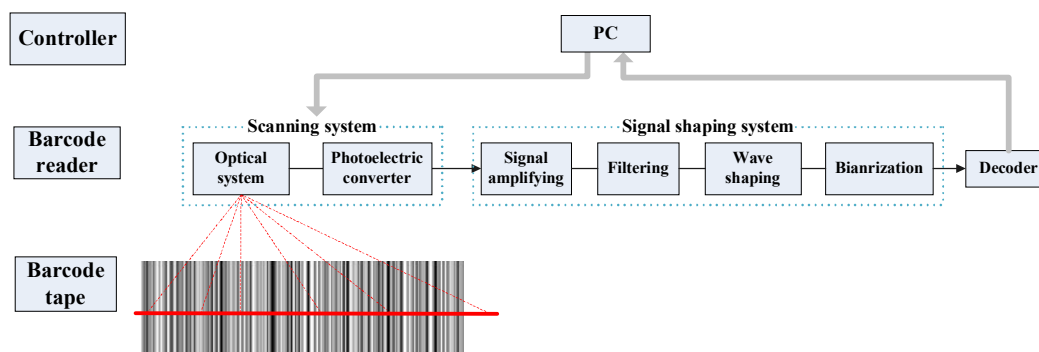 Controller
PC
Scanning system
Signal shaping system
Barcode
reader
Optical
system
Photoelectric
converter
Signal
amplifying
Filtering
Wave
shaping
Bianrization
Decoder
Barcode
tape